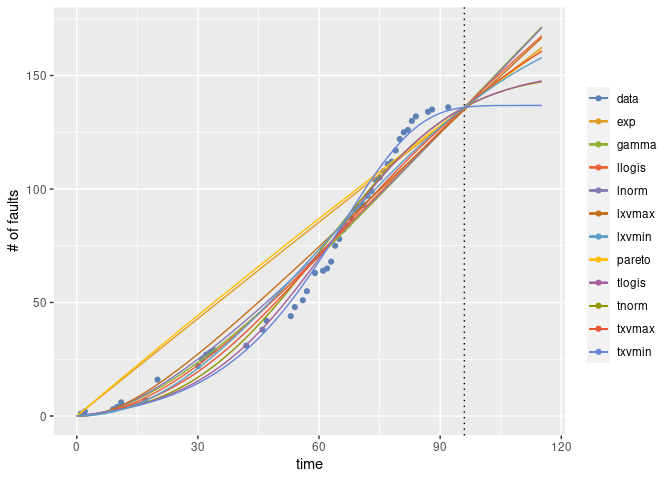 150
100
50
0
# of faults
0 30 60 90 120
time
data
exp
gamma
llogis
lnorm
lxvmax
lxvmin
pareto
tlogis
tnorm
txvmax
txvmin